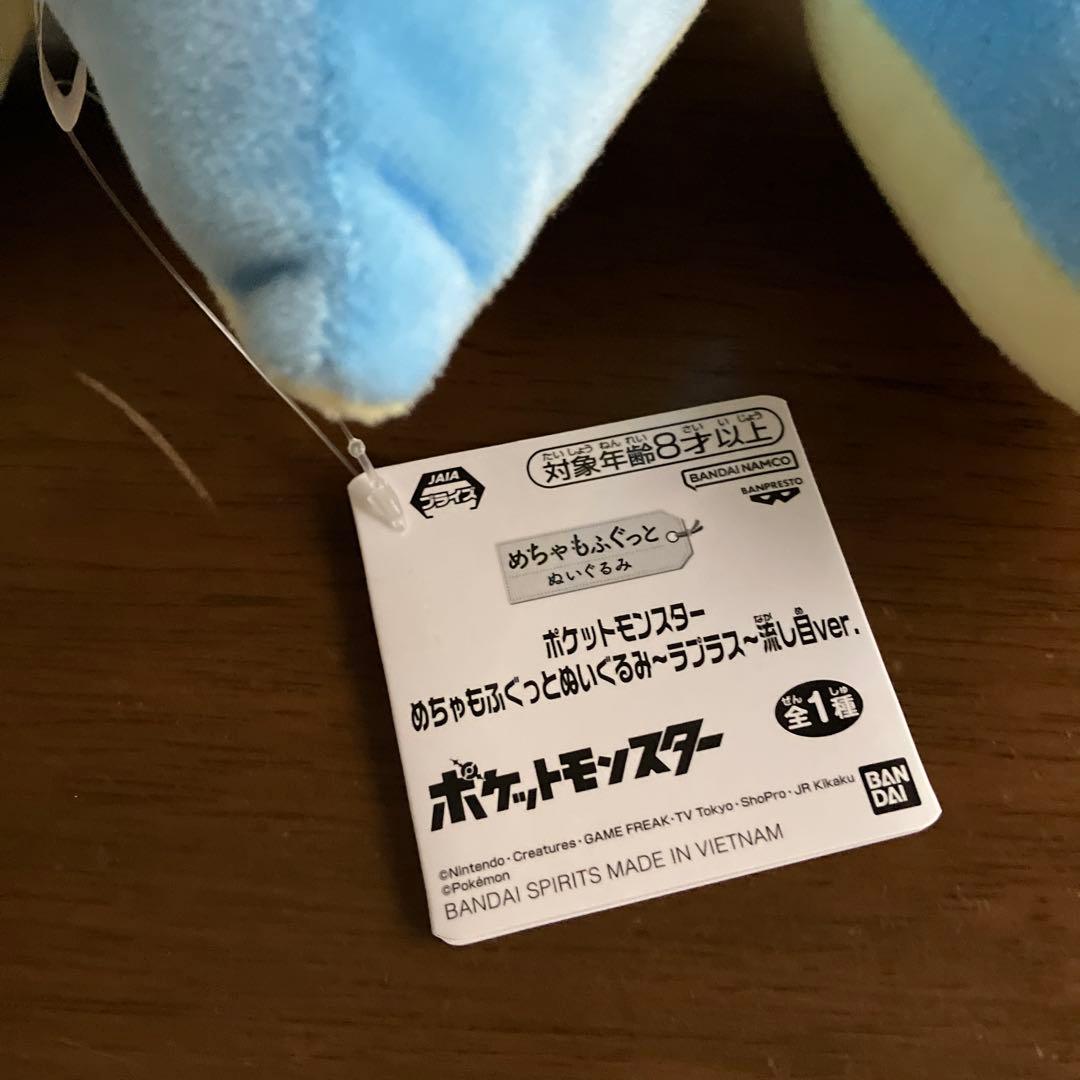 対象年齢8才以上
たいしょうねんれい さい いじょう
JAIA
プライズ
BANDAI NAMCO
BANPRESTO
めちゃもふぐっと
ぬいぐるみ
ポケットモンスター
めちゃもふぐっとぬいぐるみ~ラプラス~流し目ver.
なが め
ぜん しゅ
全1種
ポケットモンスター
BAN
DAI
©Nintendo・Creatures・GAME FREAK・TV Tokyo・ShoPro・JR Kikaku
©Pokémon
BANDAI SPIRITS MADE IN VIETNAM